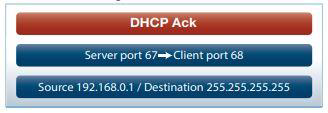 DHCP Ack
Server port 67➞Client port 68
Source 192.168.0.1 / Destination 255.255.255.255